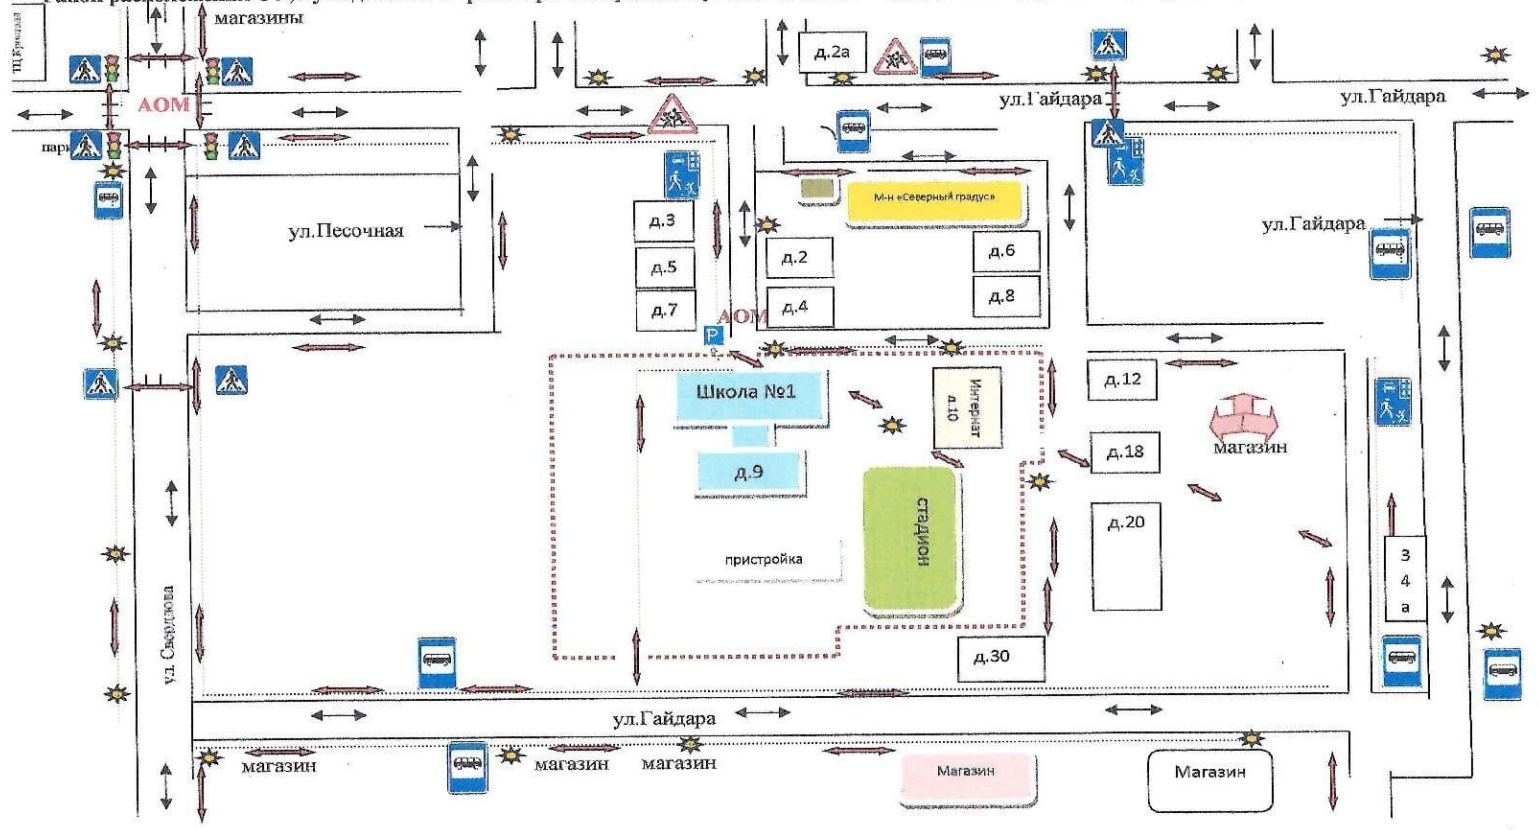 магазины
ТЦ Кристалл
д.2а
АОМ
ул.Гайдара
ул.Гайдара
М-н «Северный градус»
д.3
ул.Песочная
ул.Гайдара
д.2
д.6
д.5
д.7
д.4
д.8
АОМ
P
Школа №1
Интернат
д.10
д.12
магазин
д.18
д.9
стадион
д.20
пристройка
3
4
а
ул.Свердлова
д.30
ул.Гайдара
магазин
магазин
магазин
Магазин
Магазин